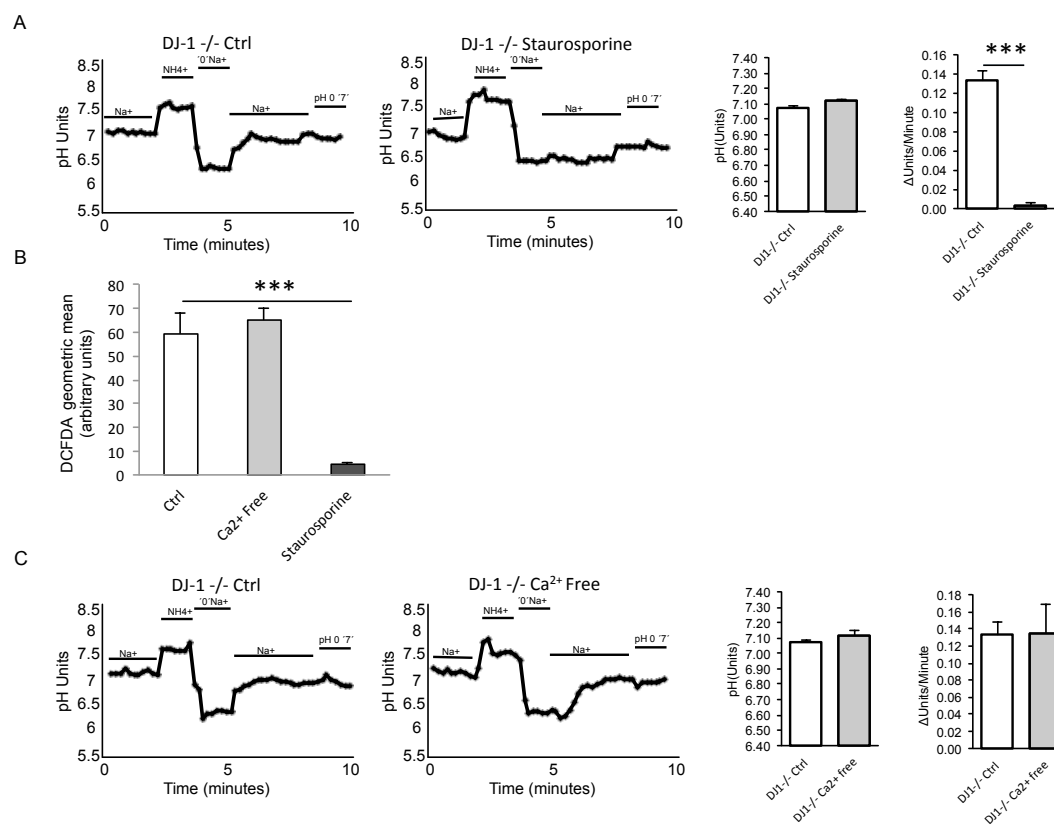 A
DJ-1 -/- Ctrl
8.5
8
7.5
7
6.5
6
5.5
pH Units
Na+
NH4+
´0´Na+
Na+
pH 0 ´7´
0
5
10
Time (minutes)
DJ-1 -/- Staurosporine
8.5
8
7.5
7
6.5
6
5.5
pH Units
Na+
NH4+
´0´Na+
Na+
pH 0 ´7´
0
5
10
Time (minutes)
7.40
7.30
7.20
7.10
7.00
6.90
6.80
6.70
6.60
6.50
6.40
pH(Units)
DJ1-/- Ctrl
DJ1-/- Staurosporine
***
0.16
0.14
0.12
0.10
0.08
0.06
0.04
0.02
0.00
ΔUnits/Minute
DJ1-/- Ctrl
DJ1-/- Staurosporine
B
***
80
70
60
50
40
30
20
10
0
DCFDA geometric mean
(arbitrary units)
Ctrl
Ca2+ Free
Staurosporine
C
DJ-1 -/- Ctrl
8.5
8
7.5
7
6.5
6
5.5
pH Units
Na+
NH4+
´0´Na+
Na+
pH 0 ´7´
0
5
10
Time (minutes)
DJ-1 -/- Ca²⁺ Free
8.5
8
7.5
7
6.5
6
5.5
pH Units
Na+
NH4+
´0´Na+
Na+
pH 0 ´7´
0
5
10
Time (minutes)
7.40
7.30
7.20
7.10
7.00
6.90
6.80
6.70
6.60
6.50
6.40
pH(Units)
DJ1-/- Ctrl
DJ1-/- Ca2+ free
0.18
0.16
0.14
0.12
0.10
0.08
0.06
0.04
0.02
0.00
ΔUnits/Minute
DJ1-/- Ctrl
DJ1-/- Ca2+ free